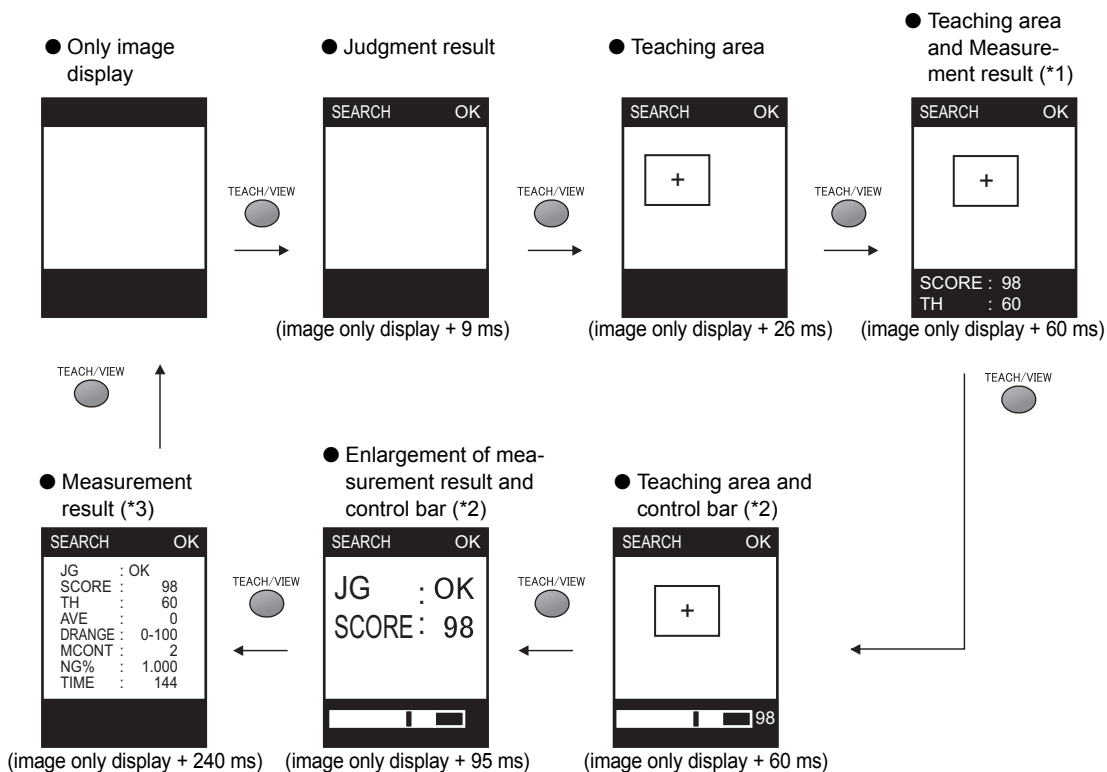 ● Only image
display
● Judgment result
● Teaching area
● Teaching area
and Measure-
ment result (*1)
SEARCH OK
SEARCH OK
+
SEARCH OK
+
SCORE : 98
TH : 60
TEACH/VIEW
TEACH/VIEW
TEACH/VIEW
(image only display + 9 ms)
(image only display + 26 ms)
(image only display + 60 ms)
TEACH/VIEW
TEACH/VIEW
● Measurement
result (*3)
● Enlargement of mea-
surement result and
control bar (*2)
● Teaching area and
control bar (*2)
SEARCH OK
JG : OK
SCORE : 98
TH : 60
AVE : 0
DRANGE : 0-100
MCONT : 2
NG% : 1.000
TIME : 144
TEACH/VIEW
SEARCH OK
JG : OK
SCORE : 98
TEACH/VIEW
SEARCH OK
+
98
(image only display + 240 ms)
(image only display + 95 ms)
(image only display + 60 ms)